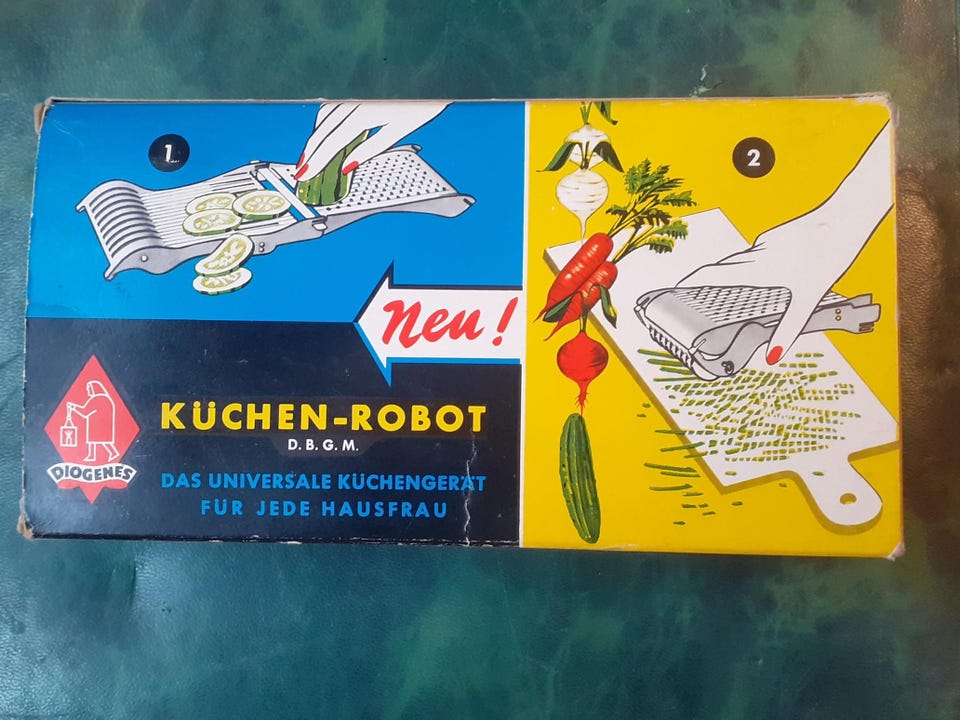 1
2
Neu!
KÜCHEN-ROBOT
D.B.G.M.
DIOGENES
DAS UNIVERSALE KÜCHENGERÄT
FÜR JEDE HAUSFRAU